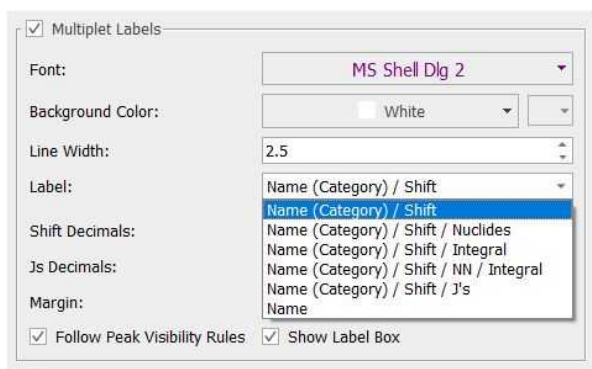 Multiplet Labels
Font: MS Shell Dlg 2
Background Color: White
Line Width: 2.5
Label: Name (Category) / Shift
Name (Category) / Shift
Shift Decimals: Name (Category) / Shift / Nuclides
Name (Category) / Shift / Integral
Js Decimals: Name (Category) / Shift / NN / Integral
Name (Category) / Shift / J's
Margin: Name
Follow Peak Visibility Rules Show Label Box